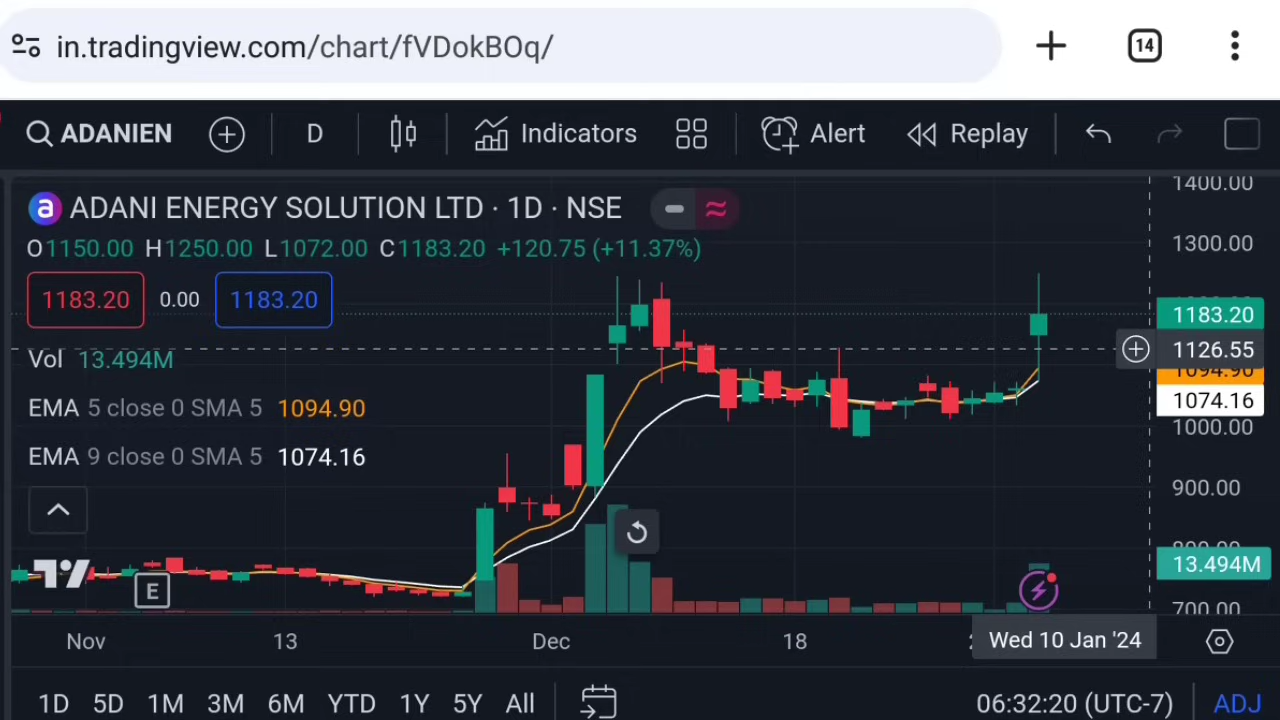 in.tradingview.com/chart/fVDokBOq/ 14
ADANIEN D Indicators Alert Replay
a ADANI ENERGY SOLUTION LTD · 1D · NSE
O1150.00 H1250.00 L1072.00 C1183.20 +120.75 (+11.37%)
1183.20 0.00 1183.20
Vol 13.494M
EMA 5 close 0 SMA 5 1094.90
EMA 9 close 0 SMA 5 1074.16
1400.00
1300.00
1183.20
1126.55
1094.90
1074.16
1000.00
900.00
800.00
13.494M
700.00
E
Nov 13 Dec 18 Wed 10 Jan '24
1D 5D 1M 3M 6M YTD 1Y 5Y All 06:32:20 (UTC-7) ADJ